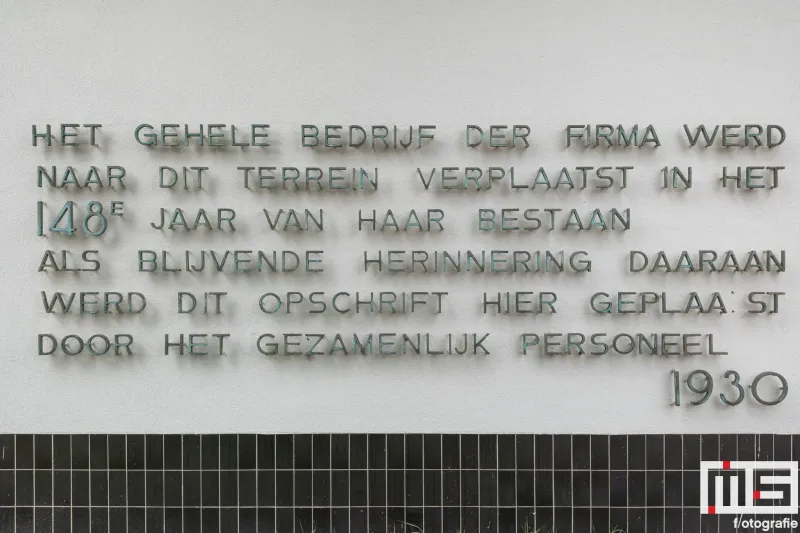 HET GEHELE BEDRIJF DER FIRMA WERD
NAAR DIT TERREIN VERPLAATST IN HET
148E JAAR VAN HAAR BESTAAN
ALS BLIJVENDE HERINNERING DAARAAN
WERD DIT OPSCHRIFT HIER GEPLAA:ST
DOOR HET GEZAMENLIJK PERSONEEL
1930
MS
f/otografie